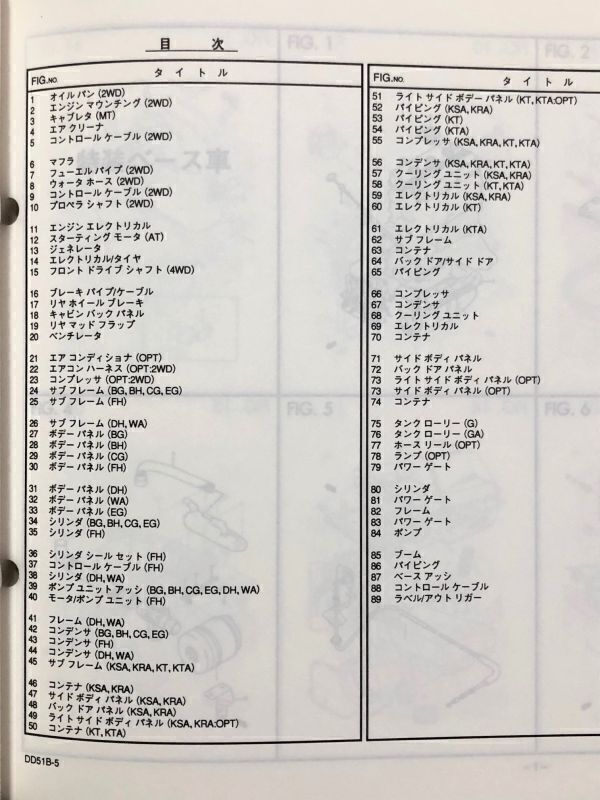 目 次
FIG.NO. タ イ ト ル
1 オイル パン (2WD)
2 エンジン マウンチング (2WD)
3 キャブレタ (MT)
4 エア クリーナ
5 コントロール ケーブル (2WD)
6 マフラ
7 フューエル パイプ (2WD)
8 ウォータ ホース (2WD)
9 コントロール ケーブル (2WD)
10 プロペラ シャフト (2WD)
11 エンジン エレクトリカル
12 スターティング モータ (AT)
13 ジェネレータ
14 エレクトリカル/タイヤ
15 フロント ドライブ シャフト (4WD)
16 ブレーキ パイプ/ケーブル
17 リヤ ホイール ブレーキ
18 キャビン バック パネル
19 リヤ マッド フラップ
20 ベンチレータ
21 エア コンディショナ (OPT)
22 エアコン ハーネス (OPT:2WD)
23 コンプレッサ (OPT:2WD)
24 サブ フレーム (BG, BH, CG, EG)
25 サブ フレーム (FH)
26 サブ フレーム (DH, WA)
27 ボデー パネル (BG)
28 ボデー パネル (BH)
29 ボデー パネル (CG)
30 ボデー パネル (FH)
31 ボデー パネル (DH)
32 ボデー パネル (WA)
33 ボデー パネル (EG)
34 シリンダ (BG, BH, CG, EG)
35 シリンダ (FH)
36 シリンダ シール セット (FH)
37 コントロール ケーブル (FH)
38 シリンダ (DH, WA)
39 ポンプ ユニット アッシ (BG, BH, CG, EG, DH, WA)
40 モータ/ポンプ ユニット (FH)
41 フレーム (DH, WA)
42 コンデンサ (BG, BH, CG, EG)
43 コンデンサ (FH)
44 コンデンサ (DH, WA)
45 サブ フレーム (KSA, KRA, KT, KTA)
46 コンテナ (KSA, KRA)
47 サイド ボディ パネル (KSA, KRA)
48 バック ドア パネル (KSA, KRA)
49 ライト サイド ボディ パネル (KSA, KRA:OPT)
50 コンテナ (KT, KTA)
FIG.NO. タ イ ト ル
51 ライト サイド ボデー パネル (KT, KTA:OPT)
52 パイピング (KSA, KRA)
53 パイピング (KT)
54 パイピング (KTA)
55 コンプレッサ (KSA, KRA, KT, KTA)
56 コンデンサ (KSA, KRA, KT, KTA)
57 クーリング ユニット (KSA, KRA)
58 クーリング ユニット (KT, KTA)
59 エレクトリカル (KSA, KRA)
60 エレクトリカル (KT)
61 エレクトリカル (KTA)
62 サブ フレーム
63 コンテナ
64 バック ドア/サイド ドア
65 パイピング
66 コンプレッサ
67 コンデンサ
68 クーリング ユニット
69 エレクトリカル
70 コンテナ
71 サイド ボディ パネル
72 バック ドア パネル
73 ライト サイド ボディ パネル (OPT)
73 サイド ボディ パネル (OPT)
74 コンテナ
75 タンク ローリー (G)
76 タンク ローリー (GA)
77 ホース リール (OPT)
78 ランプ (OPT)
79 パワー ゲート
80 シリンダ
81 パワー ゲート
82 フレーム
83 パワー ゲート
84 ポンプ
85 ブーム
86 パイピング
87 ベース アッシ
88 コントロール ケーブル
89 ラベル/アウト リガー
DD51B-5